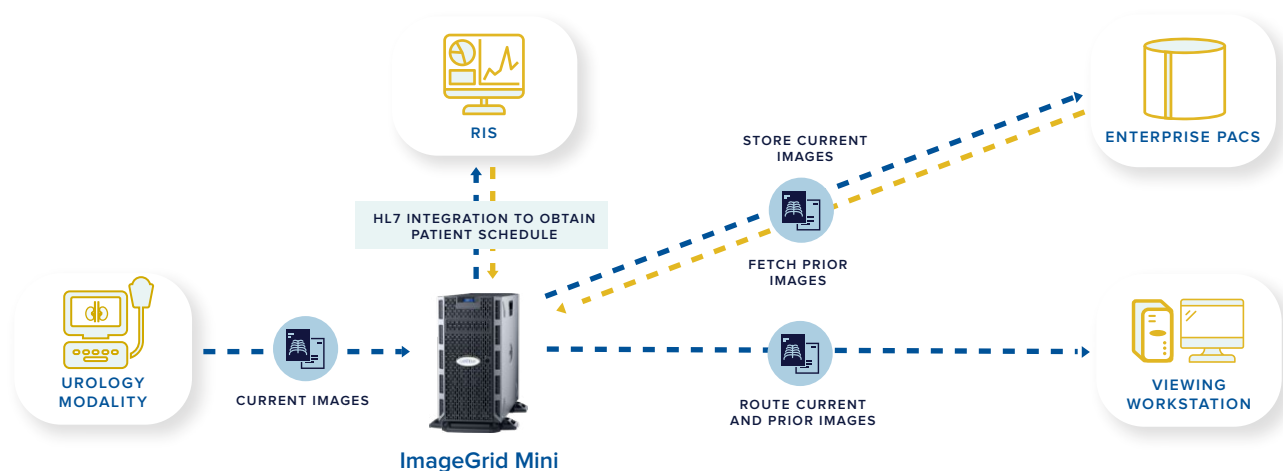 RIS
ENTERPRISE PACS
STORE CURRENT
IMAGES
HL7 INTEGRATION TO OBTAIN
PATIENT SCHEDULE
FETCH PRIOR
IMAGES
UROLOGY
MODALITY
CURRENT IMAGES
ROUTE CURRENT
AND PRIOR IMAGES
VIEWING
WORKSTATION
ImageGrid Mini